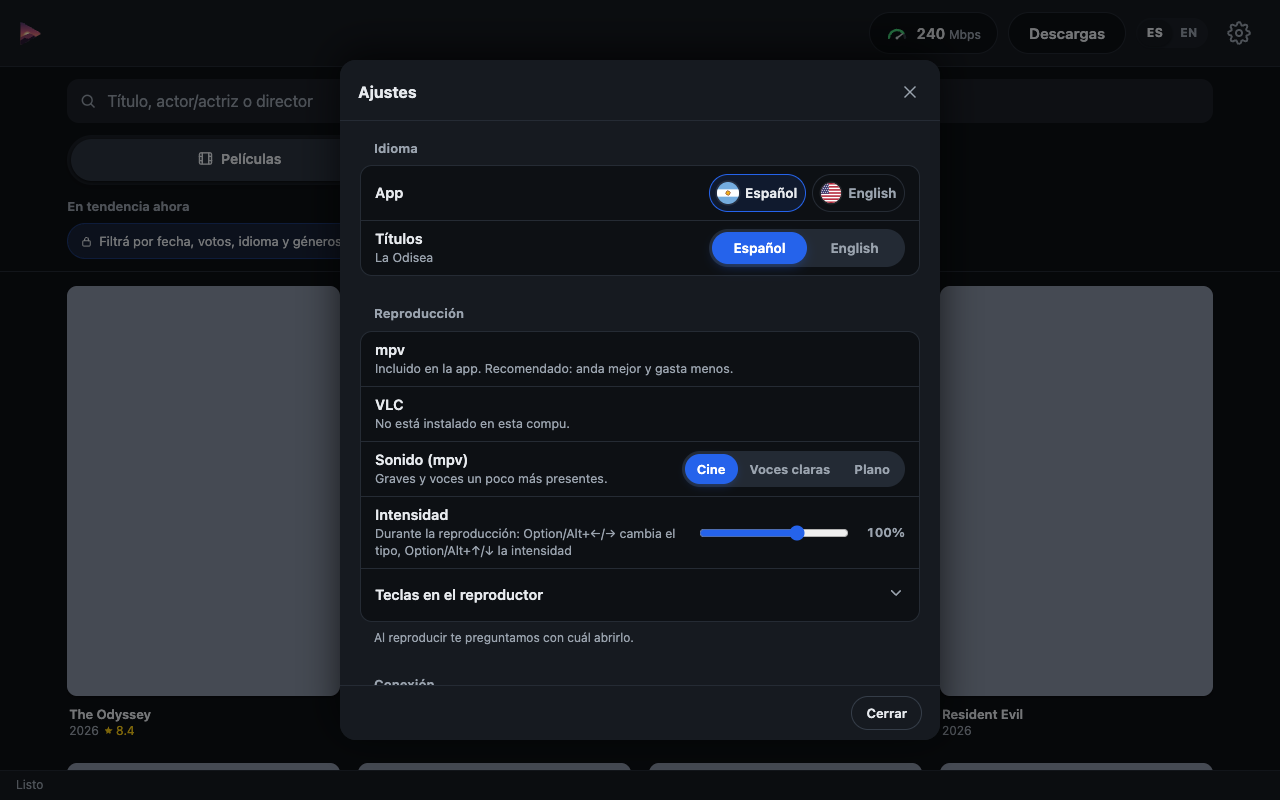 240 Mbps
Descargas
ES EN
Título, actor/actriz o director
Películas
En tendencia ahora
Filtrá por fecha, votos, idioma y géneros
Ajustes
Idioma
App
Español
English
Títulos
La Odisea
Español
English
Reproducción
mpv
Incluido en la app. Recomendado: anda mejor y gasta menos.
VLC
No está instalado en esta compu.
Sonido (mpv)
Graves y voces un poco más presentes.
Cine
Voces claras
Plano
Intensidad
Durante la reproducción: Option/Alt+←/→ cambia el
tipo, Option/Alt+↑/↓ la intensidad
100%
Teclas en el reproductor
Al reproducir te preguntamos con cuál abrirlo.
Conexión
Cerrar
The Odyssey
2026 ★ 8.4
Resident Evil
2026
Listo